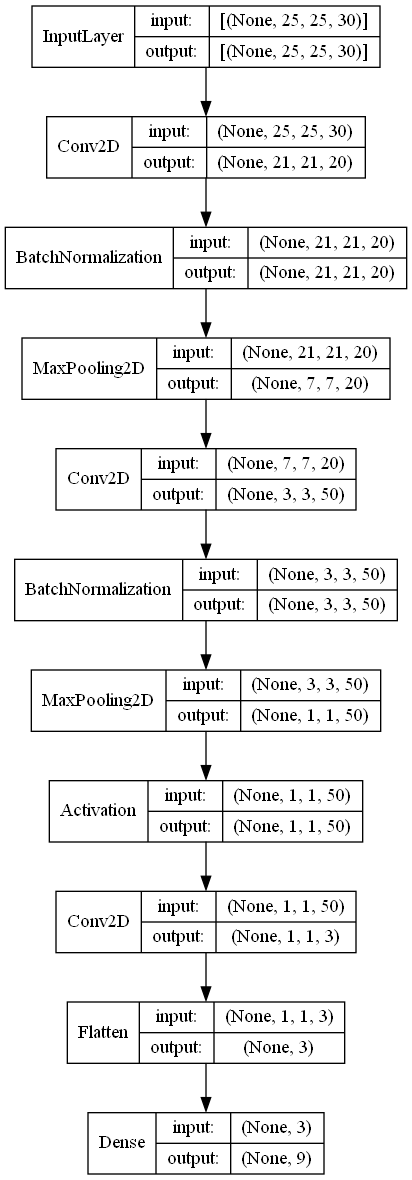 InputLayer input: [(None, 25, 25, 30)]
output: [(None, 25, 25, 30)]
Conv2D input: (None, 25, 25, 30)
output: (None, 21, 21, 20)
BatchNormalization input: (None, 21, 21, 20)
output: (None, 21, 21, 20)
MaxPooling2D input: (None, 21, 21, 20)
output: (None, 7, 7, 20)
Conv2D input: (None, 7, 7, 20)
output: (None, 3, 3, 50)
BatchNormalization input: (None, 3, 3, 50)
output: (None, 3, 3, 50)
MaxPooling2D input: (None, 3, 3, 50)
output: (None, 1, 1, 50)
Activation input: (None, 1, 1, 50)
output: (None, 1, 1, 50)
Conv2D input: (None, 1, 1, 50)
output: (None, 1, 1, 3)
Flatten input: (None, 1, 1, 3)
output: (None, 3)
Dense input: (None, 3)
output: (None, 9)